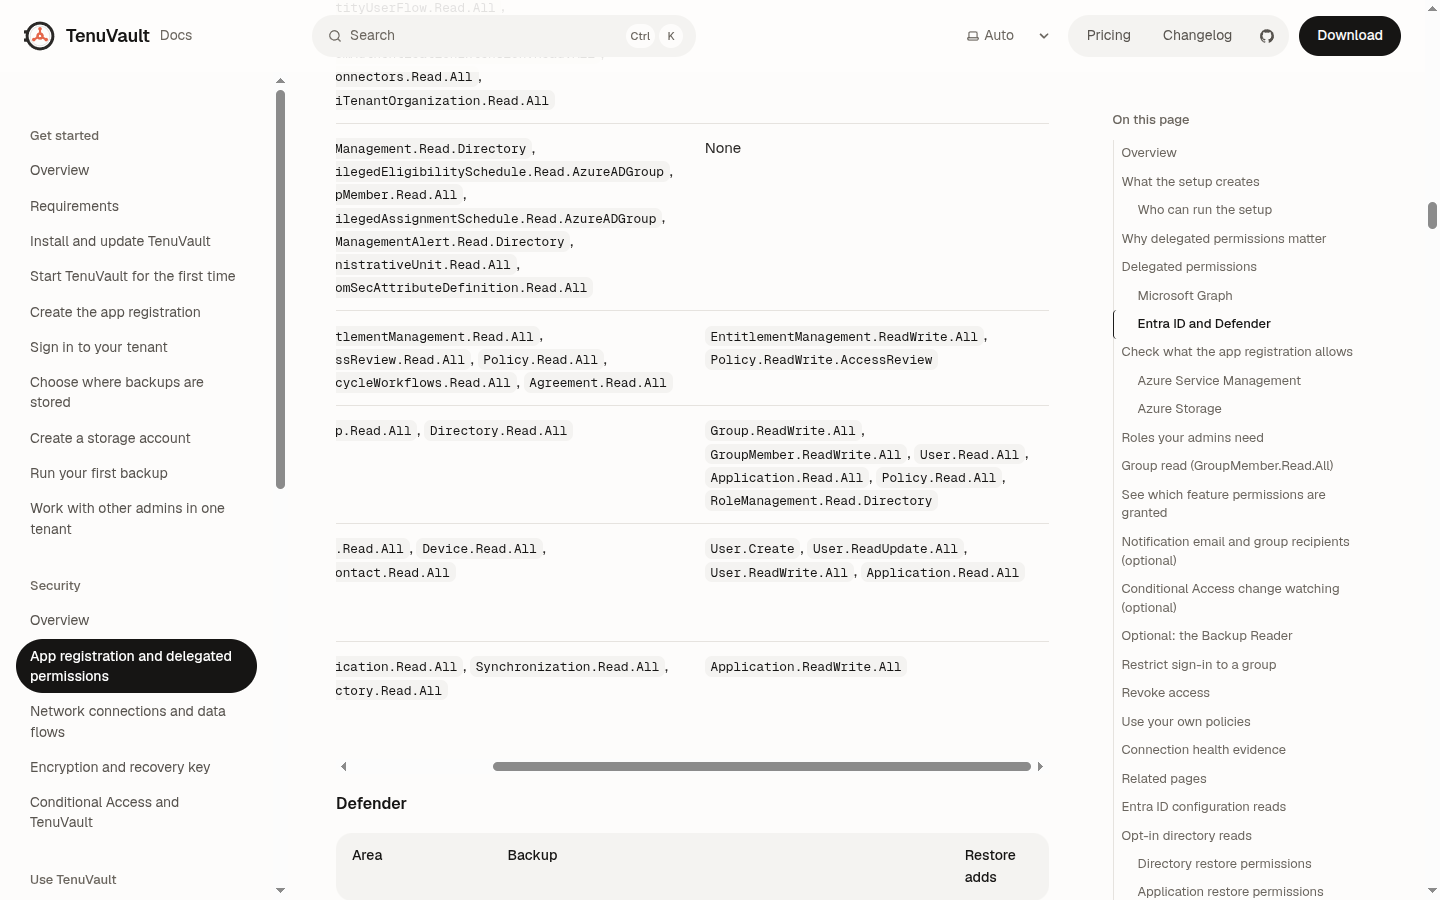 tityUserFlow.Read.All,
TenuVault Docs
Search
Ctrl K
Auto
Pricing
Changelog
Download
onnectors.Read.All,
iTenantOrganization.Read.All
Management.Read.Directory,
ilegedEligibilitySchedule.Read.AzureADGroup,
pMember.Read.All,
ilegedAssignmentSchedule.Read.AzureADGroup,
ManagementAlert.Read.Directory,
nistrativeUnit.Read.All,
omSecAttributeDefinition.Read.All
None
tlementManagement.Read.All,
ssReview.Read.All, Policy.Read.All,
cycleWorkflows.Read.All, Agreement.Read.All
EntitlementManagement.ReadWrite.All,
Policy.ReadWrite.AccessReview
p.Read.All, Directory.Read.All
Group.ReadWrite.All,
GroupMember.ReadWrite.All, User.Read.All,
Application.Read.All, Policy.Read.All,
RoleManagement.Read.Directory
.Read.All, Device.Read.All,
ontact.Read.All
User.Create, User.ReadUpdate.All,
User.ReadWrite.All, Application.Read.All
ication.Read.All, Synchronization.Read.All,
ctory.Read.All
Application.ReadWrite.All
Defender
Area
Backup
Restore
adds
Get started
Overview
Requirements
Install and update TenuVault
Start TenuVault for the first time
Create the app registration
Sign in to your tenant
Choose where backups are
stored
Create a storage account
Run your first backup
Work with other admins in one
tenant
Security
Overview
App registration and delegated
permissions
Network connections and data
flows
Encryption and recovery key
Conditional Access and
TenuVault
Use TenuVault
On this page
Overview
What the setup creates
Who can run the setup
Why delegated permissions matter
Delegated permissions
Microsoft Graph
Entra ID and Defender
Check what the app registration allows
Azure Service Management
Azure Storage
Roles your admins need
Group read (GroupMember.Read.All)
See which feature permissions are
granted
Notification email and group recipients
(optional)
Conditional Access change watching
(optional)
Optional: the Backup Reader
Restrict sign-in to a group
Revoke access
Use your own policies
Connection health evidence
Related pages
Entra ID configuration reads
Opt-in directory reads
Directory restore permissions
Application restore permissions